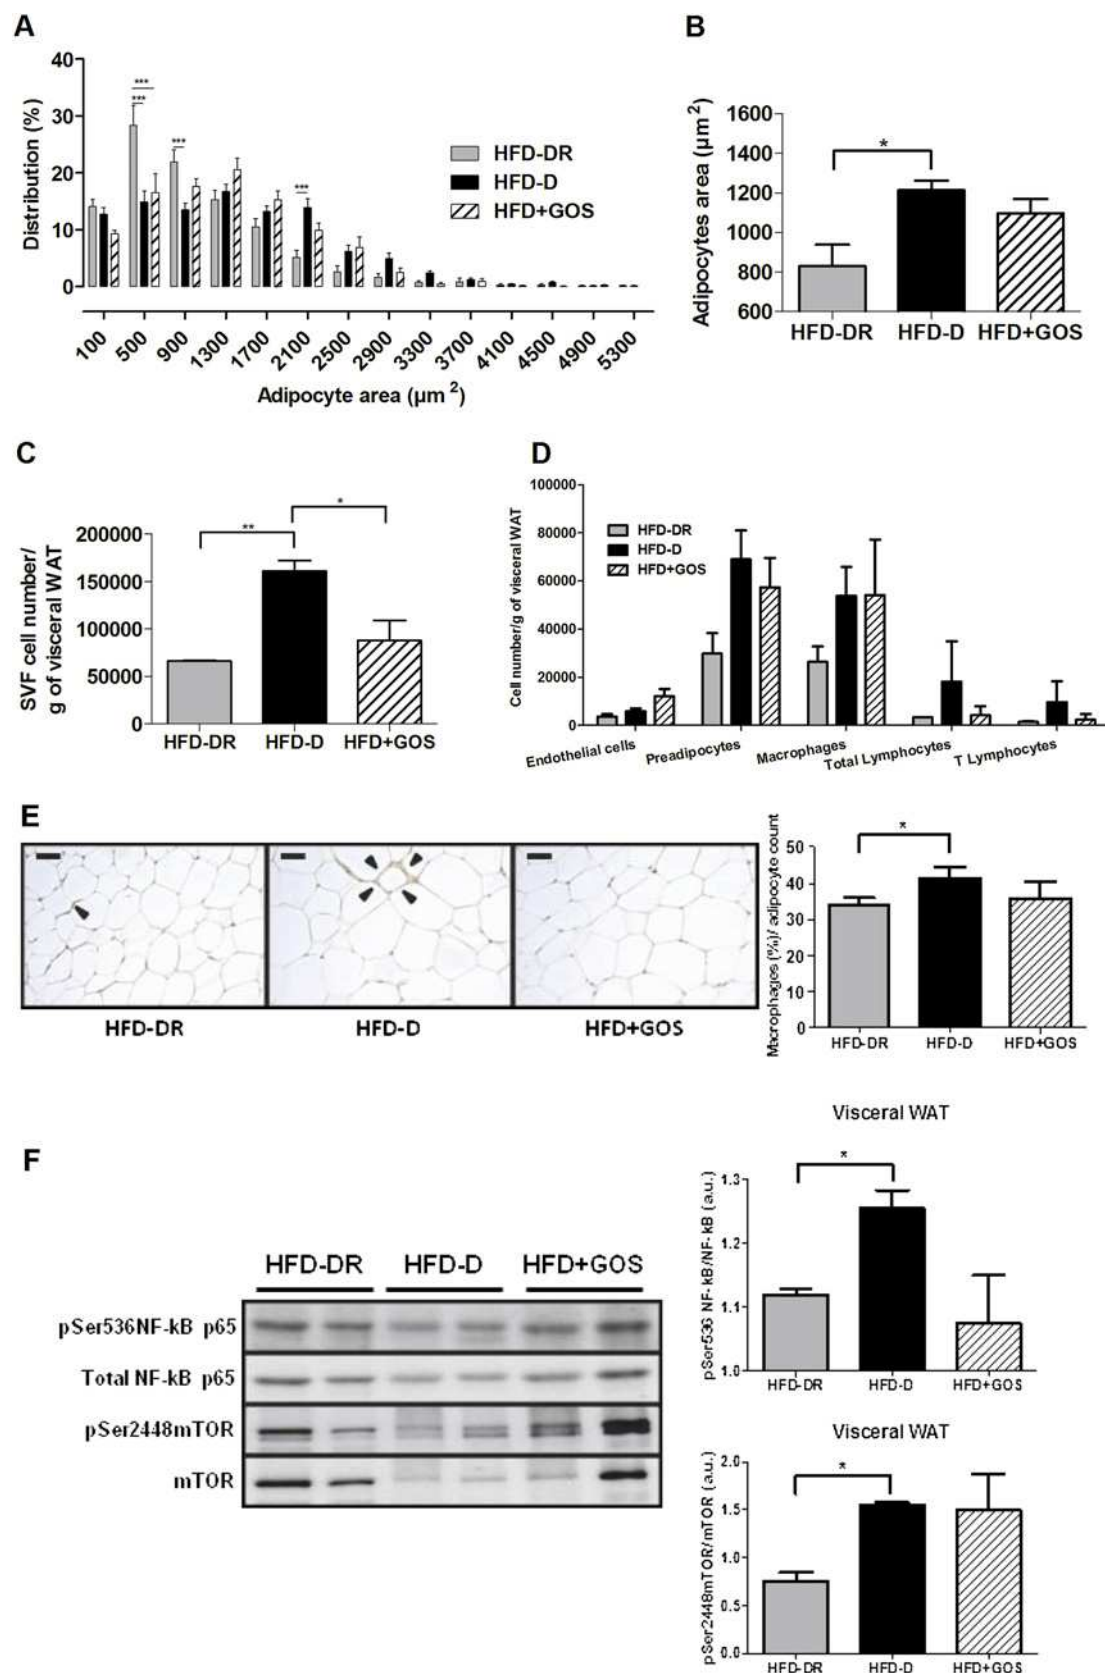 A
40
30
20
10
0
Distribution (%)
***
***
***
***
HFD-DR
HFD-D
HFD+GOS
100 500 900 1300 1700 2100 2500 2900 3300 3700 4100 4500 4900 5300
Adipocyte area (µm 2)
B
1600
1400
1200
1000
800
600
Adipocytes area (µm2)
*
HFD-DR HFD-D HFD+GOS
C
200000
150000
100000
50000
0
SVF cell number/
g of visceral WAT
**
*
HFD-DR HFD-D HFD+GOS
D
100000
80000
60000
40000
20000
0
Cell number/g of visceral WAT
HFD-DR
HFD-D
HFD+GOS
Endothelial cells Preadipocytes Macrophages Total Lymphocytes T Lymphocytes
E
HFD-DR HFD-D HFD+GOS
50
40
30
20
10
0
Macrophages (%)/ adipocyte count
*
HFD-DR HFD-D HFD+GOS
F
HFD-DR HFD-D HFD+GOS
pSer536NF-kB p65
Total NF-kB p65
pSer2448mTOR
mTOR
Visceral WAT
1.3
1.2
1.1
1.0
pSer536 NF-kB/NF-kB (a.u.)
*
HFD-DR HFD-D HFD+GOS
Visceral WAT
2.0
1.5
1.0
0.5
0.0
pSer2448mTOR/mTOR (a.u.)
*
HFD-DR HFD-D HFD+GOS